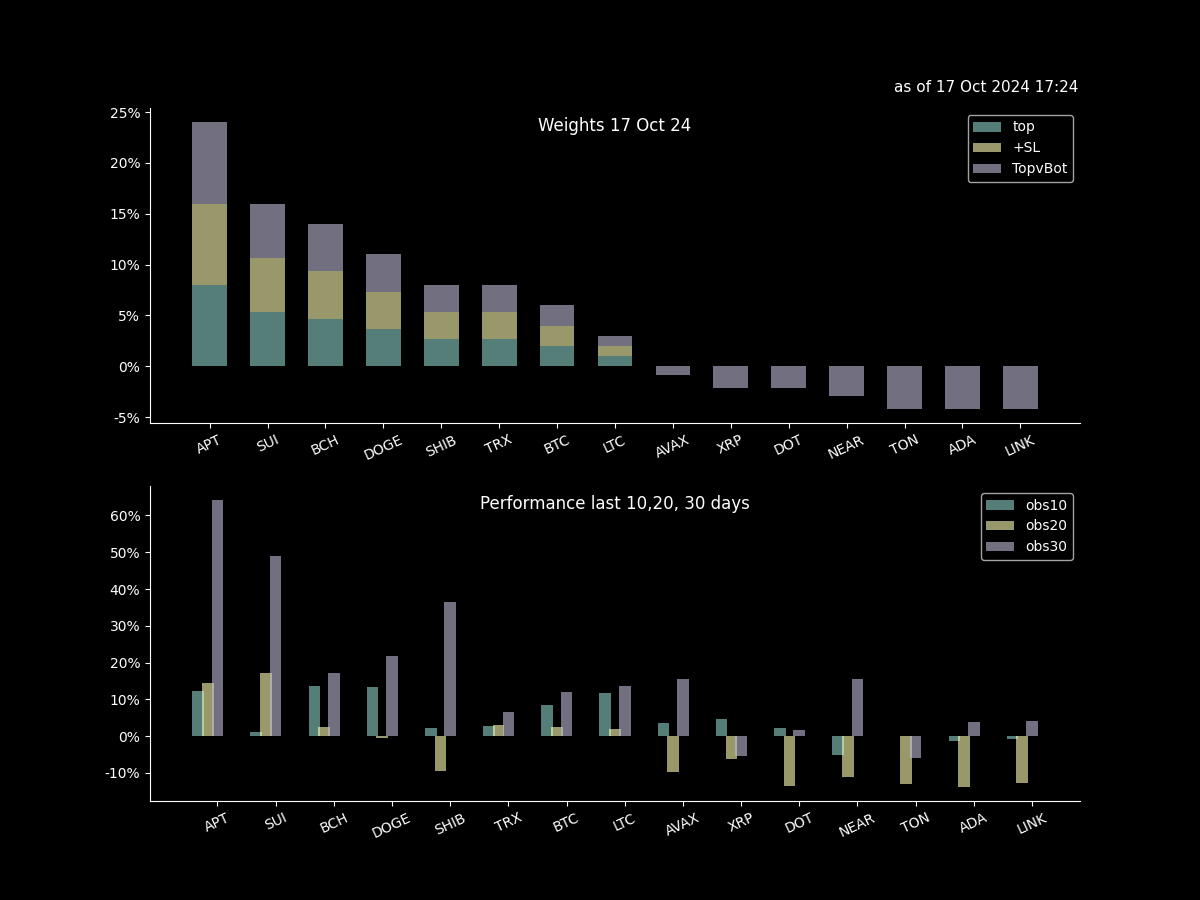 as of 17 Oct 2024 17:24
Weights 17 Oct 24
top
+SL
TopvBot
25%
20%
15%
10%
5%
0%
-5%
APT SUI BCH DOGE SHIB TRX BTC LTC AVAX XRP DOT NEAR TON ADA LINK
Performance last 10,20, 30 days
obs10
obs20
obs30
60%
50%
40%
30%
20%
10%
0%
-10%
APT SUI BCH DOGE SHIB TRX BTC LTC AVAX XRP DOT NEAR TON ADA LINK